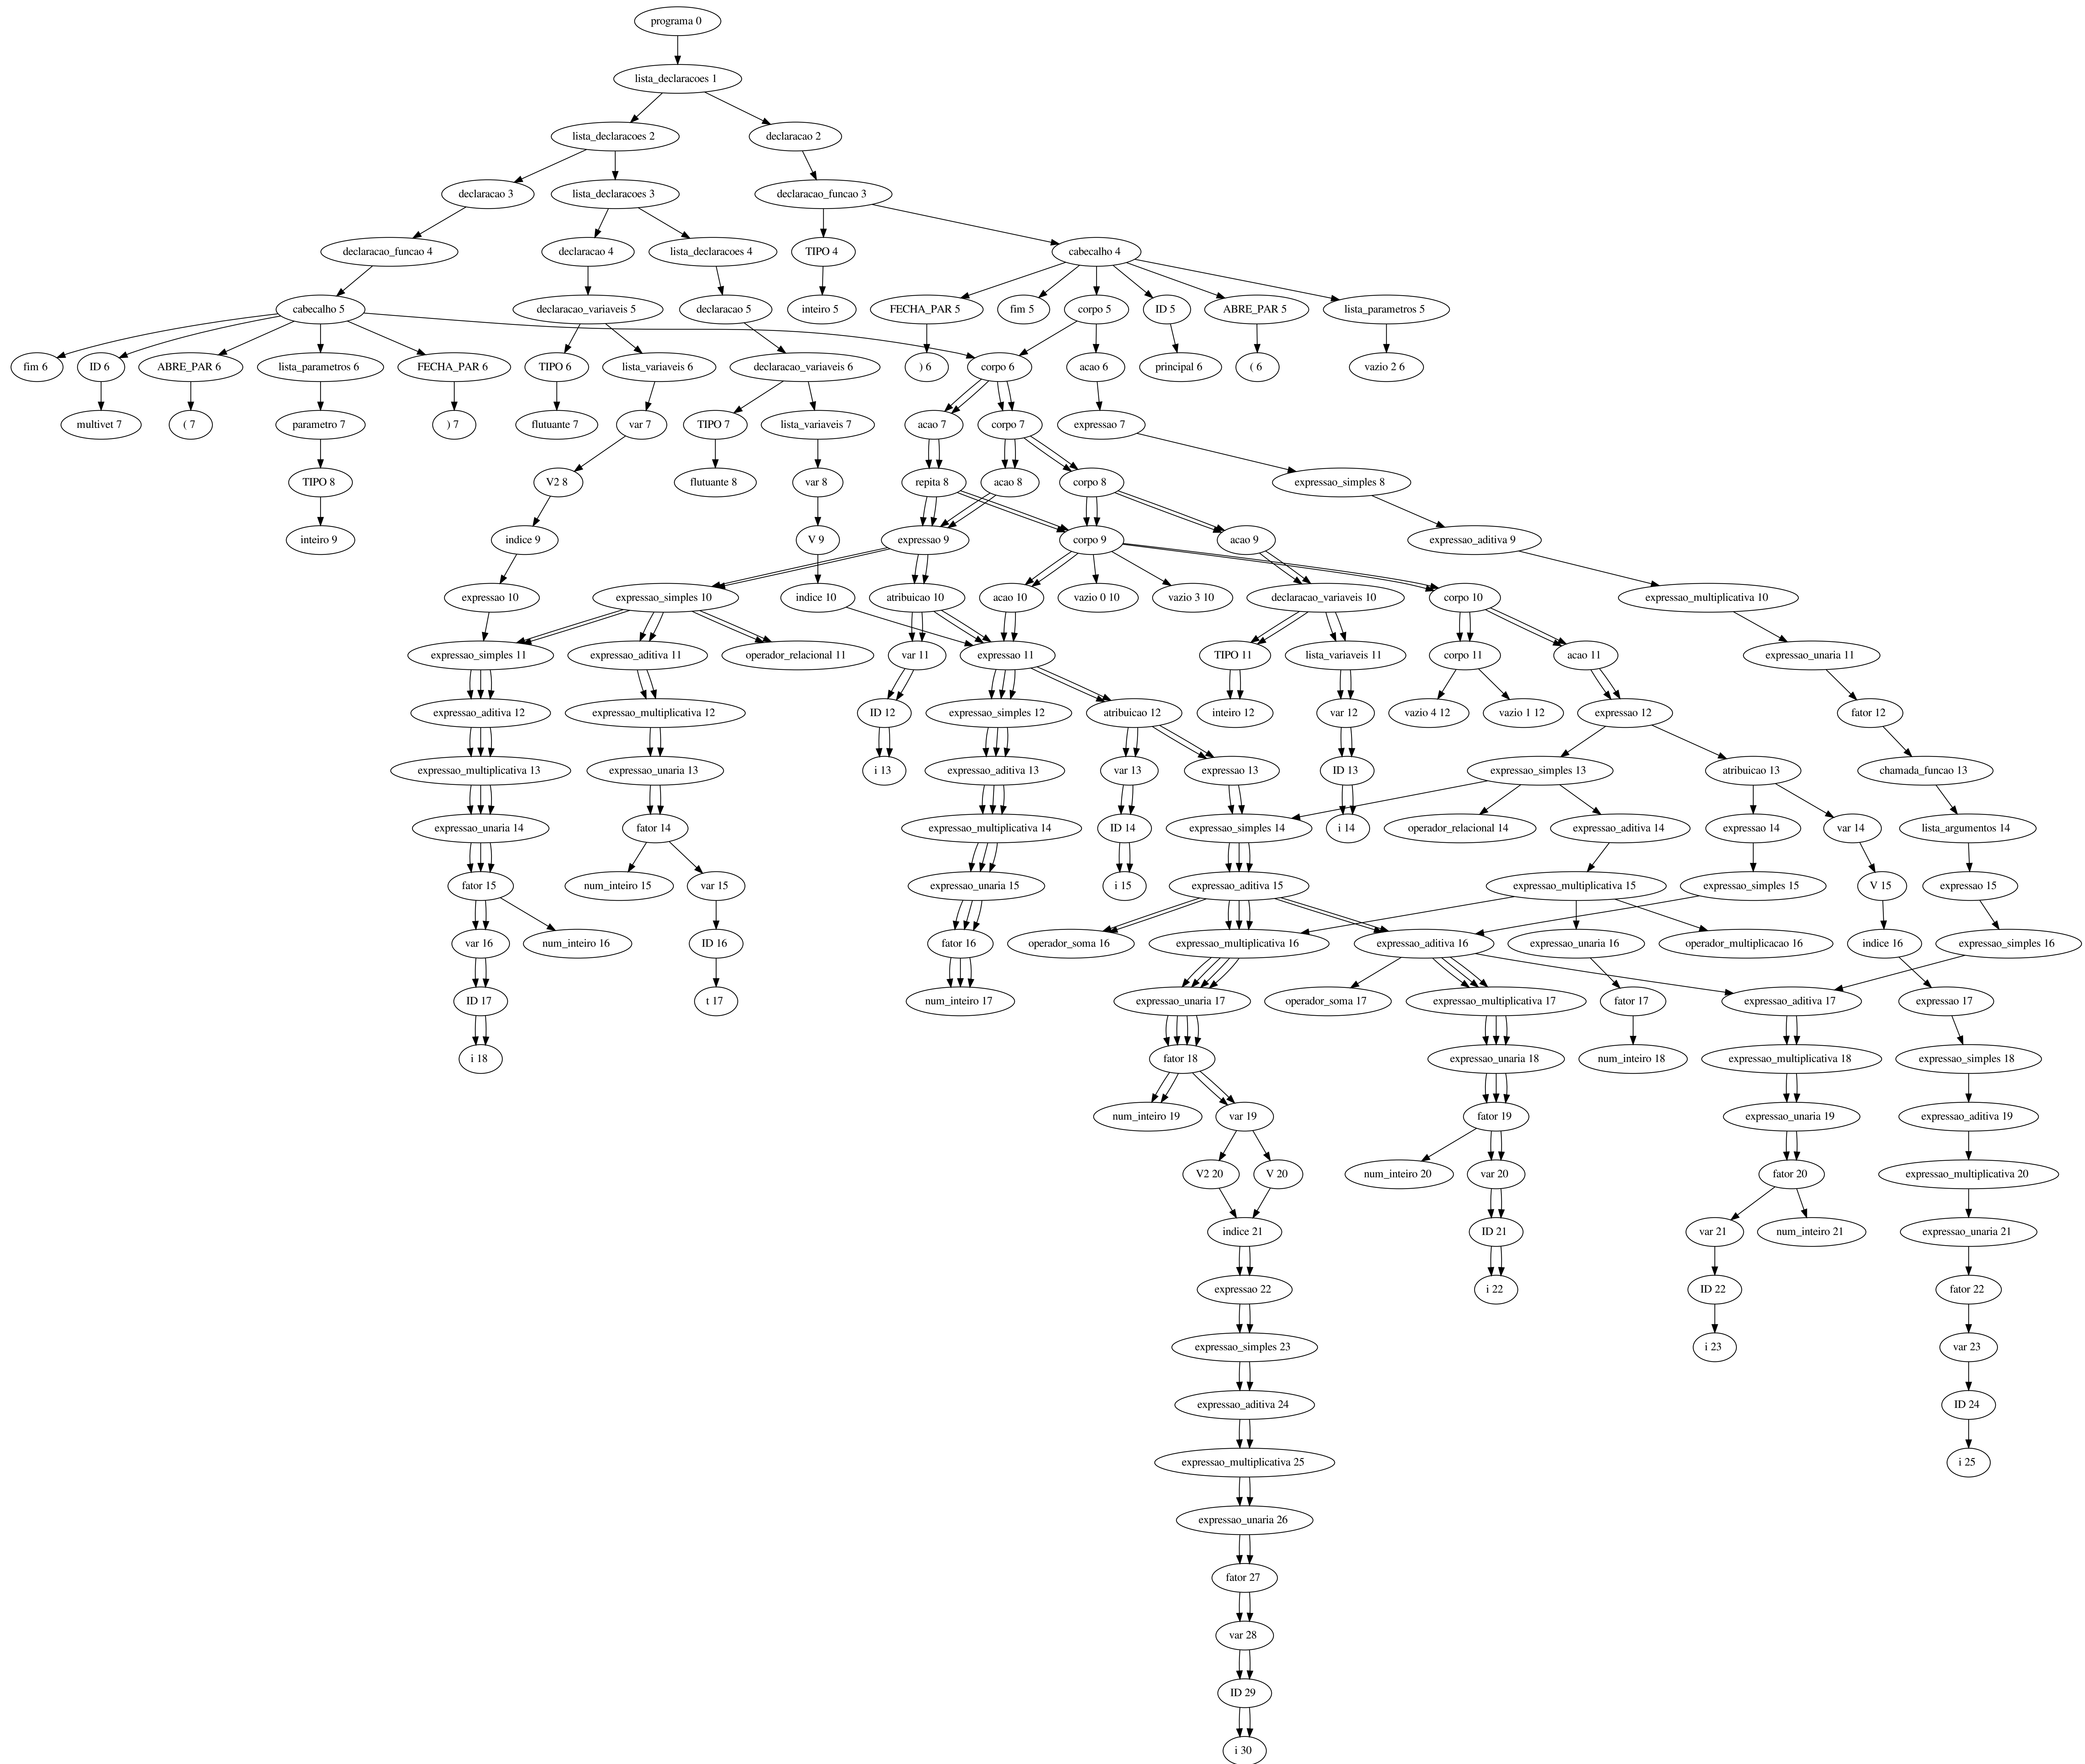 programa 0
lista_declaracoes 1
lista_declaracoes 2
declaracao 2
declaracao 3
lista_declaracoes 3
declaracao_funcao 3
declaracao_funcao 4
declaracao 4
lista_declaracoes 4
TIPO 4
cabecalho 4
cabecalho 5
declaracao_variaveis 5
declaracao 5
inteiro 5
FECHA_PAR 5
fim 5
corpo 5
ID 5
ABRE_PAR 5
lista_parametros 5
fim 6
ID 6
ABRE_PAR 6
lista_parametros 6
FECHA_PAR 6
TIPO 6
lista_variaveis 6
declaracao_variaveis 6
) 6
corpo 6
acao 6
principal 6
( 6
vazio 2 6
multivet 7
( 7
parametro 7
) 7
flutuante 7
var 7
TIPO 7
lista_variaveis 7
acao 7
corpo 7
expressao 7
TIPO 8
V2 8
flutuante 8
var 8
repita 8
acao 8
corpo 8
expressao_simples 8
inteiro 9
indice 9
V 9
expressao 9
corpo 9
acao 9
expressao_aditiva 9
expressao 10
expressao_simples 10
indice 10
atribuicao 10
acao 10
vazio 0 10
vazio 3 10
declaracao_variaveis 10
corpo 10
expressao_multiplicativa 10
expressao_simples 11
expressao_aditiva 11
operador_relacional 11
var 11
expressao 11
TIPO 11
lista_variaveis 11
corpo 11
acao 11
expressao_unaria 11
expressao_aditiva 12
expressao_multiplicativa 12
ID 12
expressao_simples 12
atribuicao 12
inteiro 12
var 12
vazio 4 12
vazio 1 12
expressao 12
fator 12
expressao_multiplicativa 13
expressao_unaria 13
i 13
expressao_aditiva 13
var 13
expressao 13
ID 13
expressao_simples 13
atribuicao 13
chamada_funcao 13
expressao_unaria 14
fator 14
expressao_multiplicativa 14
ID 14
expressao_simples 14
i 14
operador_relacional 14
expressao_aditiva 14
expressao 14
var 14
lista_argumentos 14
fator 15
num_inteiro 15
var 15
expressao_unaria 15
i 15
expressao_aditiva 15
expressao_multiplicativa 15
expressao_simples 15
V 15
expressao 15
var 16
num_inteiro 16
ID 16
fator 16
operador_soma 16
expressao_multiplicativa 16
expressao_aditiva 16
expressao_unaria 16
operador_multiplicacao 16
indice 16
expressao_simples 16
ID 17
t 17
num_inteiro 17
expressao_unaria 17
operador_soma 17
expressao_multiplicativa 17
fator 17
expressao_aditiva 17
expressao 17
i 18
fator 18
expressao_unaria 18
num_inteiro 18
expressao_multiplicativa 18
expressao_simples 18
num_inteiro 19
var 19
fator 19
expressao_unaria 19
expressao_aditiva 19
V2 20
V 20
num_inteiro 20
var 20
fator 20
expressao_multiplicativa 20
indice 21
ID 21
var 21
num_inteiro 21
expressao_unaria 21
expressao 22
i 22
ID 22
fator 22
expressao_simples 23
i 23
var 23
expressao_aditiva 24
ID 24
expressao_multiplicativa 25
i 25
expressao_unaria 26
fator 27
var 28
ID 29
i 30